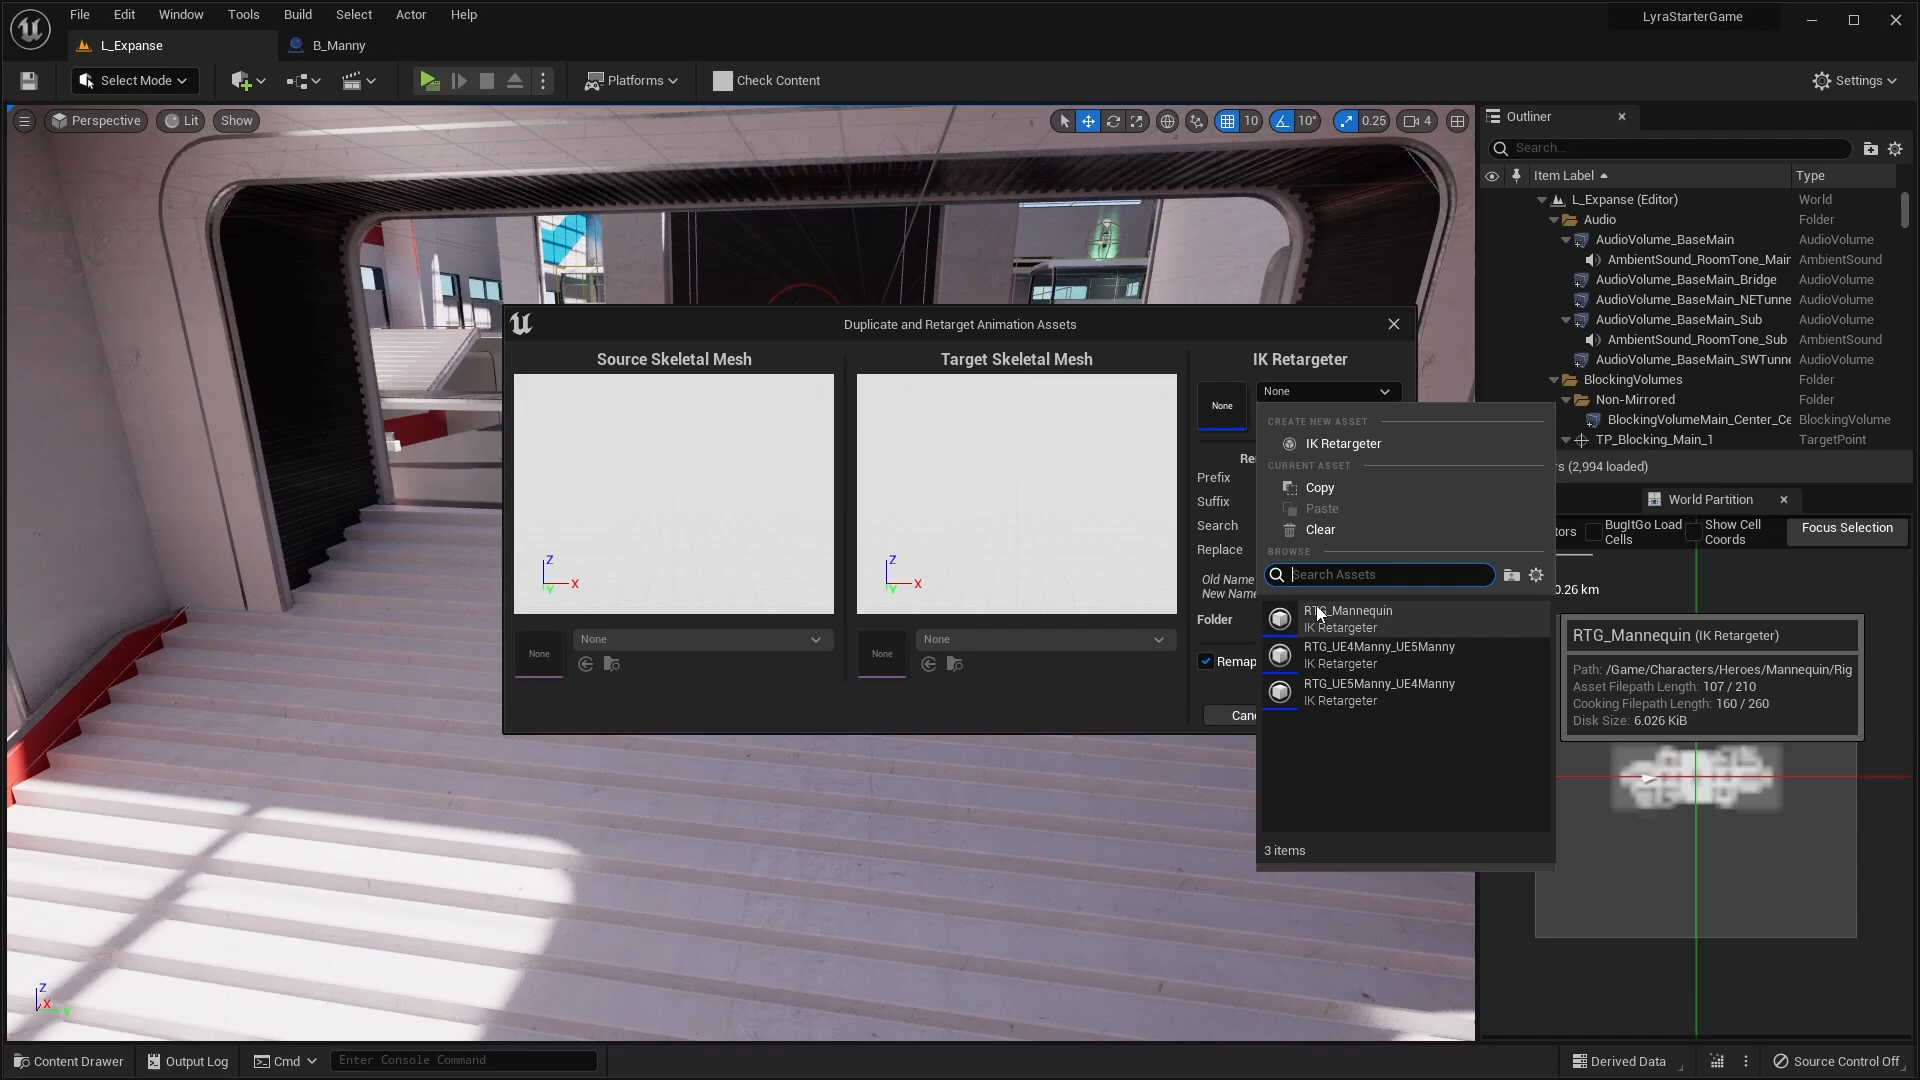 File Edit Window Tools Build Select Actor Help
LyraStarterGame
L_Expanse
B_Manny
Select Mode
Platforms
Check Content
Settings
Perspective
Lit
Show
10
10°
0.25
4
Outliner
Search...
Item Label
Type
L_Expanse (Editor) World
Audio Folder
AudioVolume_BaseMain AudioVolume
AmbientSound_RoomTone_Mair AmbientSound
AudioVolume_BaseMain_Bridge AudioVolume
AudioVolume_BaseMain_NETunne AudioVolume
AudioVolume_BaseMain_Sub AudioVolume
AmbientSound_RoomTone_Sub AmbientSound
AudioVolume_BaseMain_SWTunne AudioVolume
BlockingVolumes Folder
Non-Mirrored Folder
BlockingVolumeMain_Center_Ce BlockingVolume
TP_Blocking_Main_1 TargetPoint
rs (2,994 loaded)
World Partition
tors
BugItGo Load
Cells
Show Cell
Coords
Focus Selection
0.26 km
Duplicate and Retarget Animation Assets
Source Skeletal Mesh
Target Skeletal Mesh
IK Retargeter
Z
X
Y
Z
X
Y
None
None
None
None
None
None
Re
Prefix
Suffix
Search
Replace
Old Name
New Name
Folder
Remap
Canc
CREATE NEW ASSET
IK Retargeter
CURRENT ASSET
Copy
Paste
Clear
BROWSE
Search Assets
RTG_Mannequin
IK Retargeter
RTG_UE4Manny_UE5Manny
IK Retargeter
RTG_UE5Manny_UE4Manny
IK Retargeter
3 items
RTG_Mannequin (IK Retargeter)
Path: /Game/Characters/Heroes/Mannequin/Rig
Asset Filepath Length: 107 / 210
Cooking Filepath Length: 160 / 260
Disk Size: 6.026 KiB
Z
X
Y
Content Drawer
Output Log
Cmd
Enter Console Command
Derived Data
Source Control Off